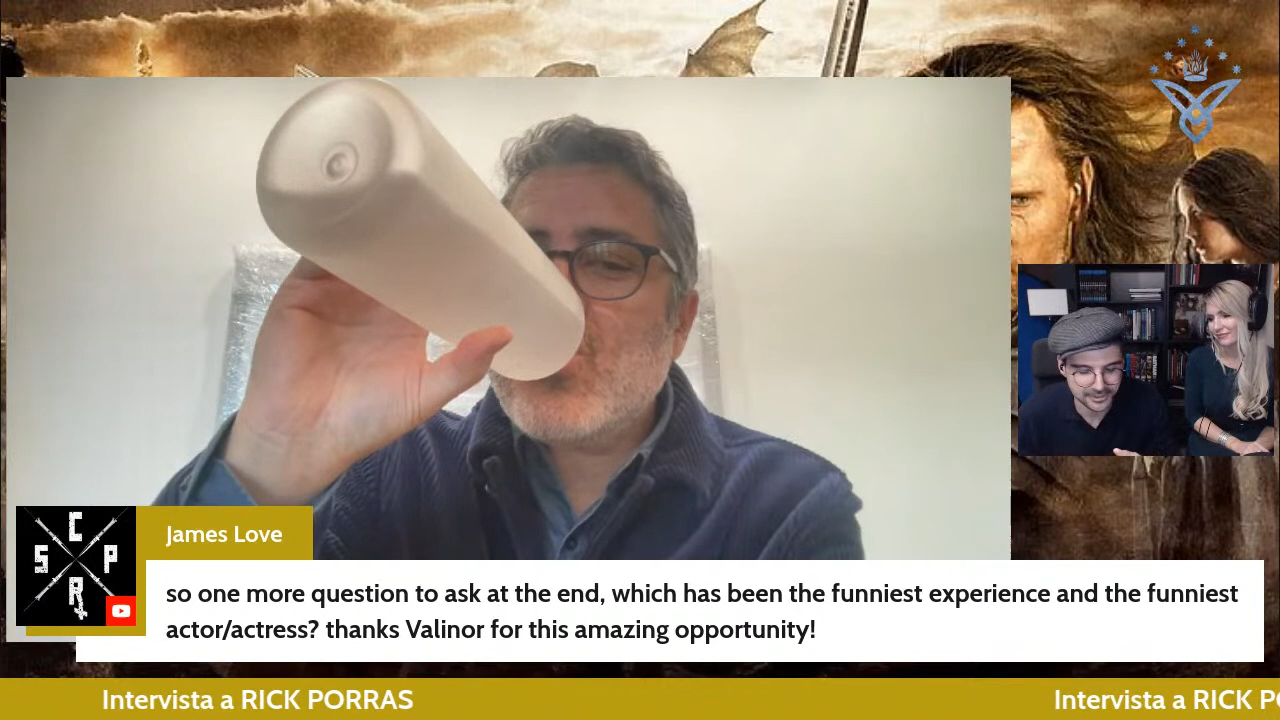 C
S P
R
James Love
so one more question to ask at the end, which has been the funniest experience and the funniest
actor/actress? thanks Valinor for this amazing opportunity!
Intervista a RICK PORRAS
Intervista a RICK PO